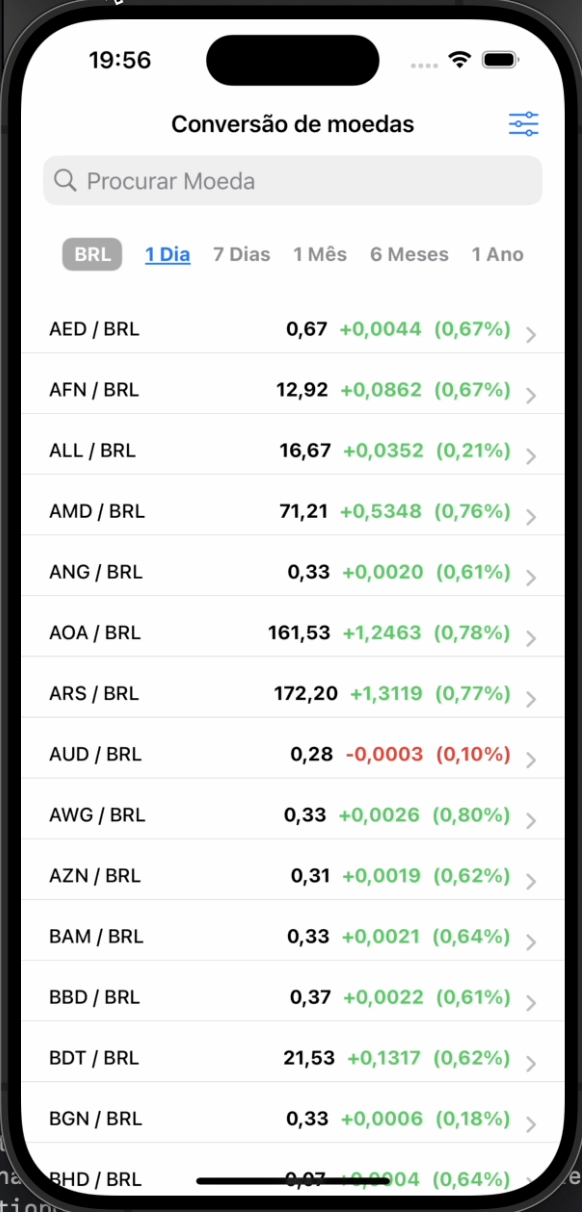 19:56
Conversão de moedas
Procurar Moeda
BRL 1 Dia 7 Dias 1 Mês 6 Meses 1 Ano
AED / BRL 0,67 +0,0044 (0,67%)
AFN / BRL 12,92 +0,0862 (0,67%)
ALL / BRL 16,67 +0,0352 (0,21%)
AMD / BRL 71,21 +0,5348 (0,76%)
ANG / BRL 0,33 +0,0020 (0,61%)
AOA / BRL 161,53 +1,2463 (0,78%)
ARS / BRL 172,20 +1,3119 (0,77%)
AUD / BRL 0,28 -0,0003 (0,10%)
AWG / BRL 0,33 +0,0026 (0,80%)
AZN / BRL 0,31 +0,0019 (0,62%)
BAM / BRL 0,33 +0,0021 (0,64%)
BBD / BRL 0,37 +0,0022 (0,61%)
BDT / BRL 21,53 +0,1317 (0,62%)
BGN / BRL 0,33 +0,0006 (0,18%)
BHD / BRL 0,07 +0,0004 (0,64%)